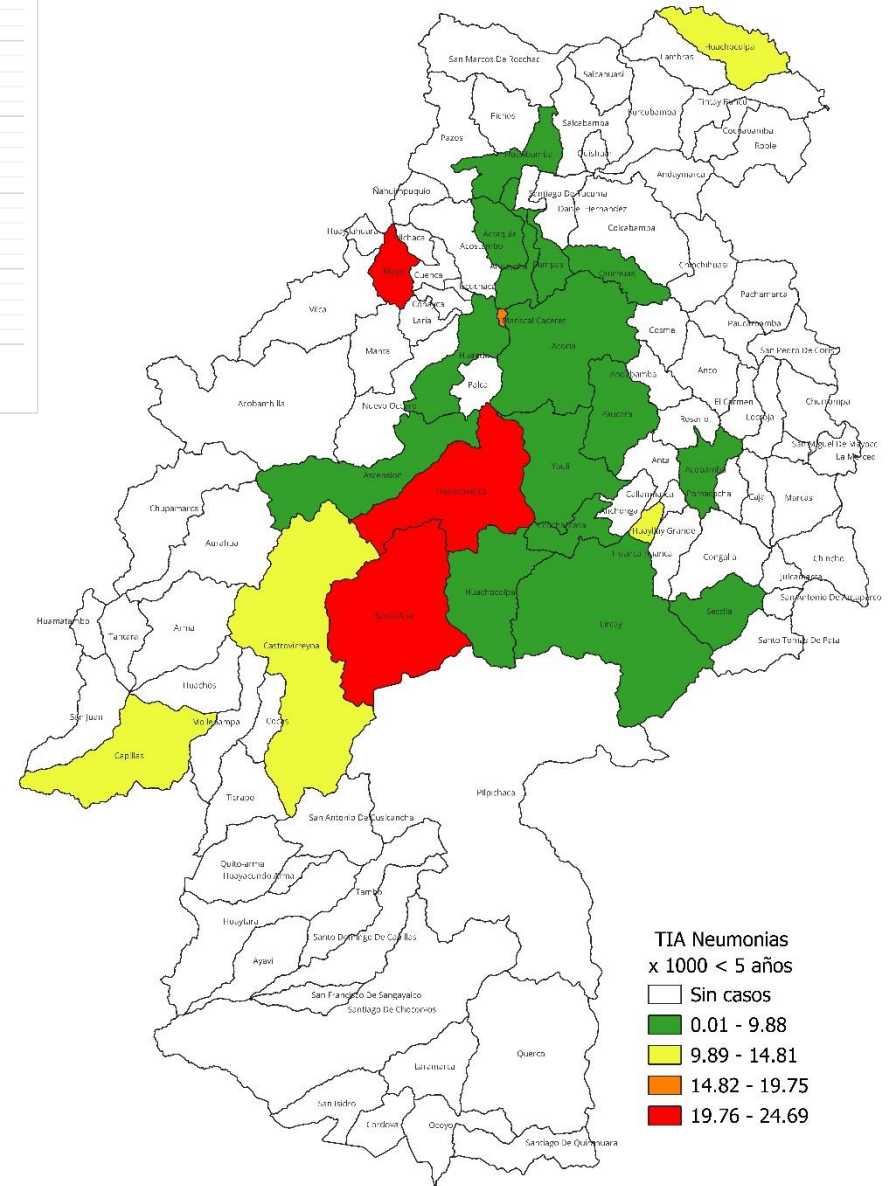 Huachocolpa
San Marcos De Rocchac
Lambras
Salcahuasi
Tintay Puncu
Surcubamba
Pichos
Salcabamba
Cochabamba
Pazos
Roble
Quishuar
Huaribamba
Andaymarca
Ñahuimpuquio
Santiago De Tucuma
Daniel Hernandez
Colcabamba
Acraquia
Pilchaca
Acostambo
Pampas
Chinchihuasi
Moya
Cuenca
Izcuchaca
Quichuas
Pachamarca
Conayca
Vilca
Laria
Mariscal Caceres
Paucarbamba
Cosme
Acoria
Manta
Huando
San Pedro De Coris
Andabamba
Anco
Palca
El Carmen
Churcampa
Acobambilla
Nuevo Occoro
Paucara
Locroja
Rosario
San Miguel De Mayocc
La Merced
Anta
Yauli
Acobamba
Ascension
Huancavelica
Pomacocha
Caja
Marcas
Chupamarca
Anchonga
Ccochaccasa
Huayllay Grande
Aurahua
Huanca Huanca
Congalla
Chincho
Julcamarca
Huachocolpa
San Antonio De Antaparco
Huamatambo
Secclla
Santa Ana
Lircay
Arma
Tantara
Santo Tomas De Pata
Castrovirreyna
Huachos
San Juan
Mollepampa
Cocas
Capillas
Pilpichaca
Ticrapo
San Antonio De Cusicancha
Quito-arma
Huayacundo Arma
Tambo
Huaytara
Santo Domingo De Capillas
Ayavi
San Francisco De Sangayaico
Santiago De Chocorvos
Querco
Laramarca
San Isidro
Cordova
Ocoyo
Santiago De Quirahuara
TIA Neumonias
x 1000 < 5 años
Sin casos
0.01 - 9.88
9.89 - 14.81
14.82 - 19.75
19.76 - 24.69